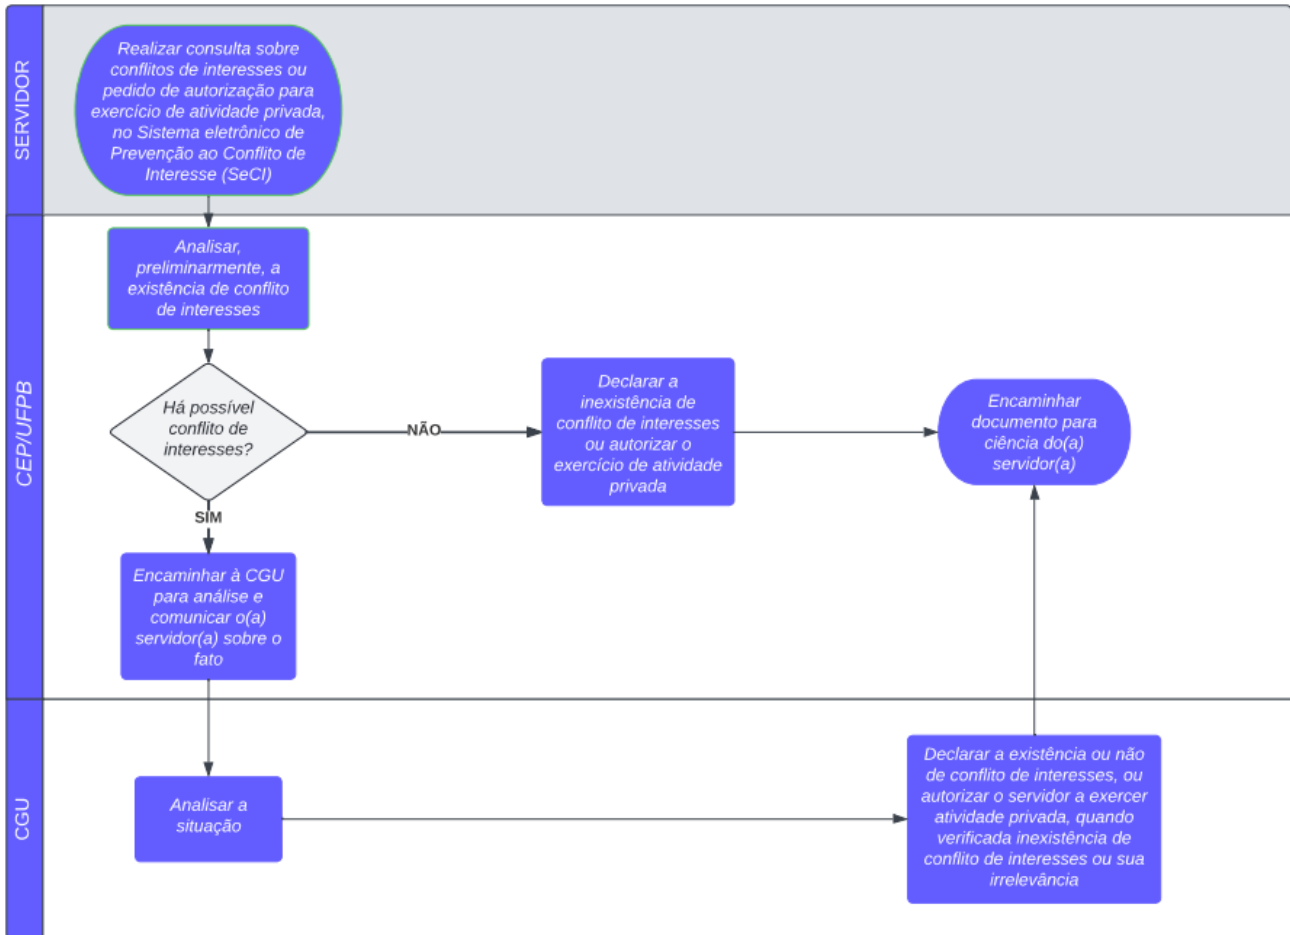 SERVIDOR
Realizar consulta sobre
conflitos de interesses ou
pedido de autorização para
exercício de atividade privada,
no Sistema eletrônico de
Prevenção ao Conflito de
Interesse (SeCI)
CEP/UFPB
Analisar,
preliminarmente, a
existência de conflito
de interesses
Há possível
conflito de
interesses?
NÃO
Declarar a
inexistência de
conflito de interesses
ou autorizar o
exercício de atividade
privada
Encaminhar
documento para
ciência do(a)
servidor(a)
SIM
Encaminhar à CGU
para análise e
comunicar o(a)
servidor(a) sobre o
fato
CGU
Analisar a
situação
Declarar a existência ou não
de conflito de interesses, ou
autorizar o servidor a exercer
atividade privada, quando
verificada inexistência de
conflito de interesses ou sua
irrelevância